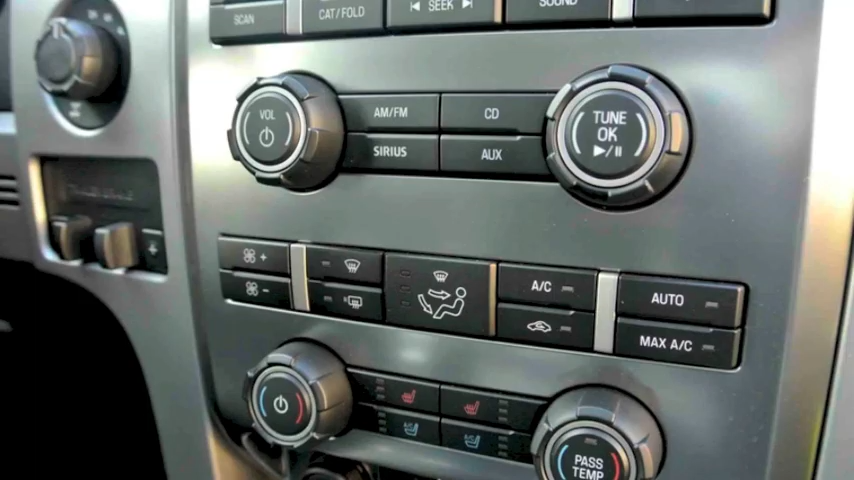 SCAN
CAT/FOLD
SEEK
SOUND
VOL
AM/FM
CD
SIRIUS
AUX
TUNE
OK
+
A/C
AUTO
-
MAX A/C
PASS
TEMP